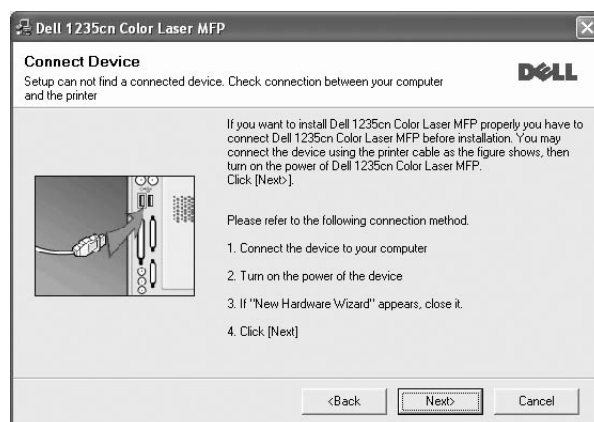 Dell 1235cn Color Laser MFP
Connect Device
Setup can not find a connected device. Check connection between your computer
and the printer
DELL
If you want to install Dell 1235cn Color Laser MFP properly you have to
connect Dell 1235cn Color Laser MFP before installation. You may
connect the device using the printer cable as the figure shows, then
turn on the power of Dell 1235cn Color Laser MFP.
Click [Next>].
Please refer to the following connection method.
1. Connect the device to your computer
2. Turn on the power of the device
3. If "New Hardware Wizard" appears, close it.
4. Click [Next]
<Back
Next>
Cancel